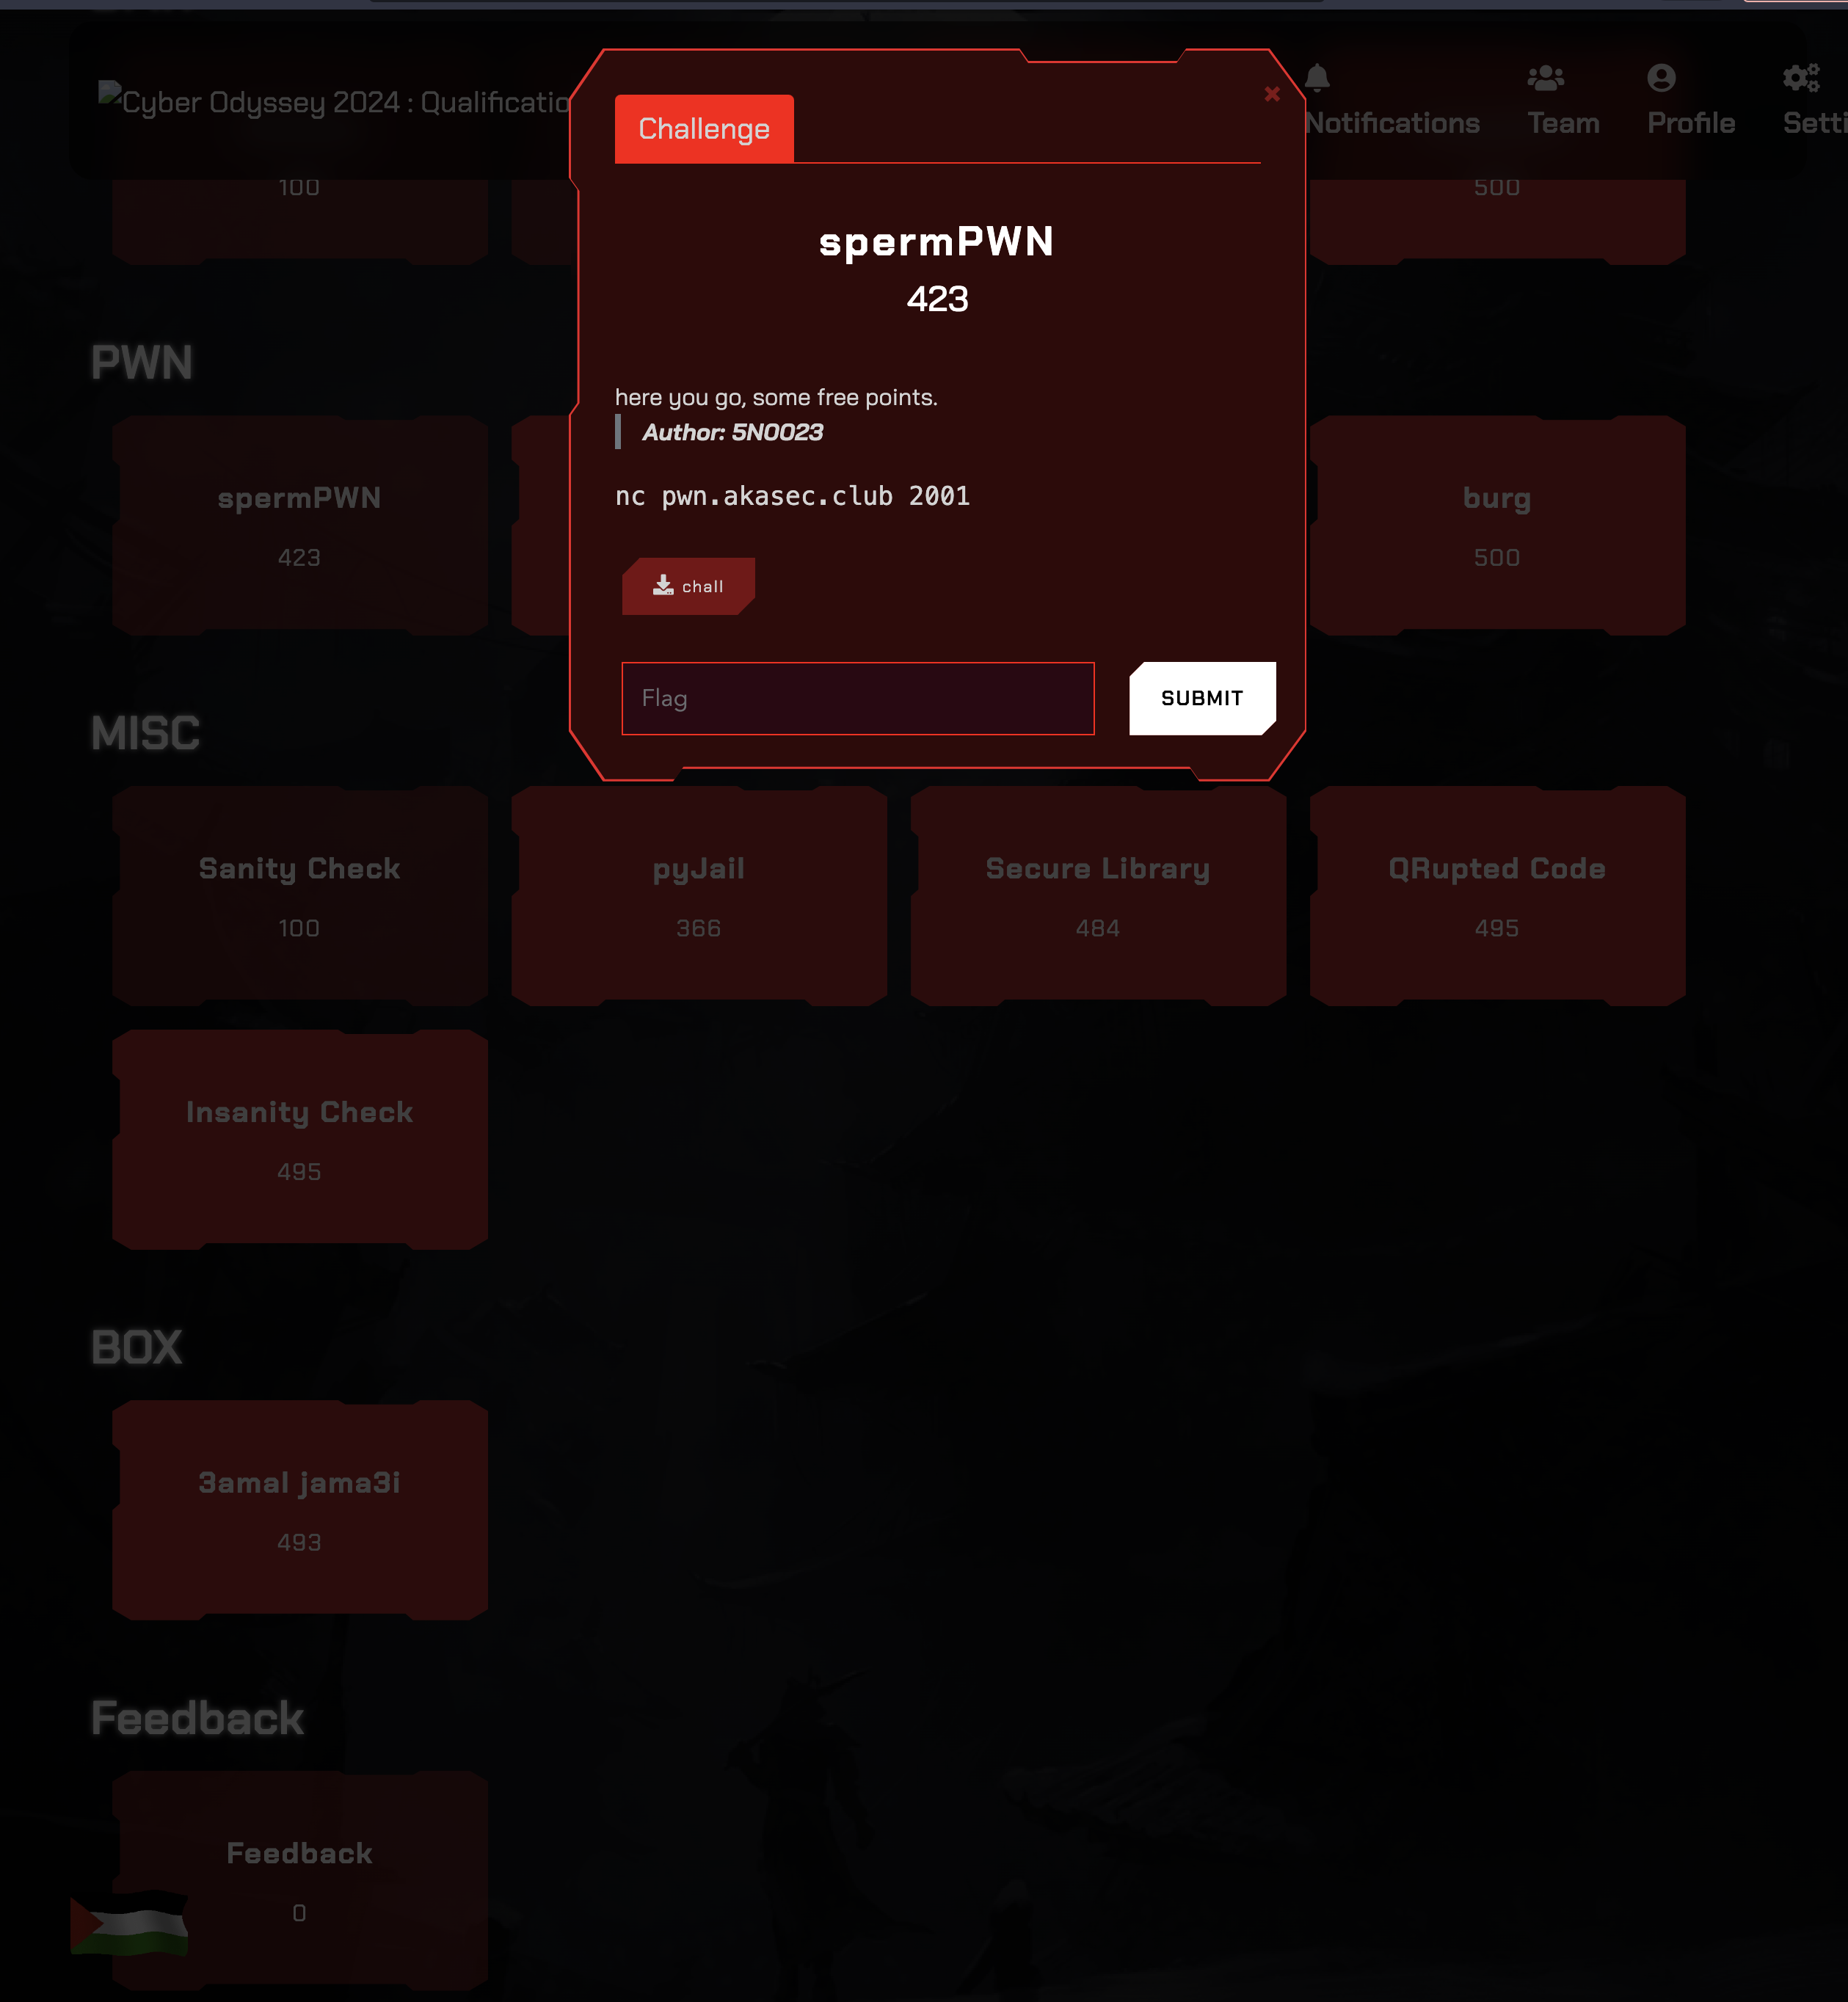 Cyber Odyssey 2024 : Qualificatio
Notifications
Team
Profile
Setti
100
500
Challenge
spermPWN
423
here you go, some free points.
Author: 5N0O23
nc pwn.akasec.club 2001
chall
Flag
SUBMIT
PWN
spermPWN
423
burg
500
MISC
Sanity Check
100
pyJail
366
Secure Library
484
QRupted Code
495
Insanity Check
495
BOX
3amal jama3i
493
Feedback
Feedback
0